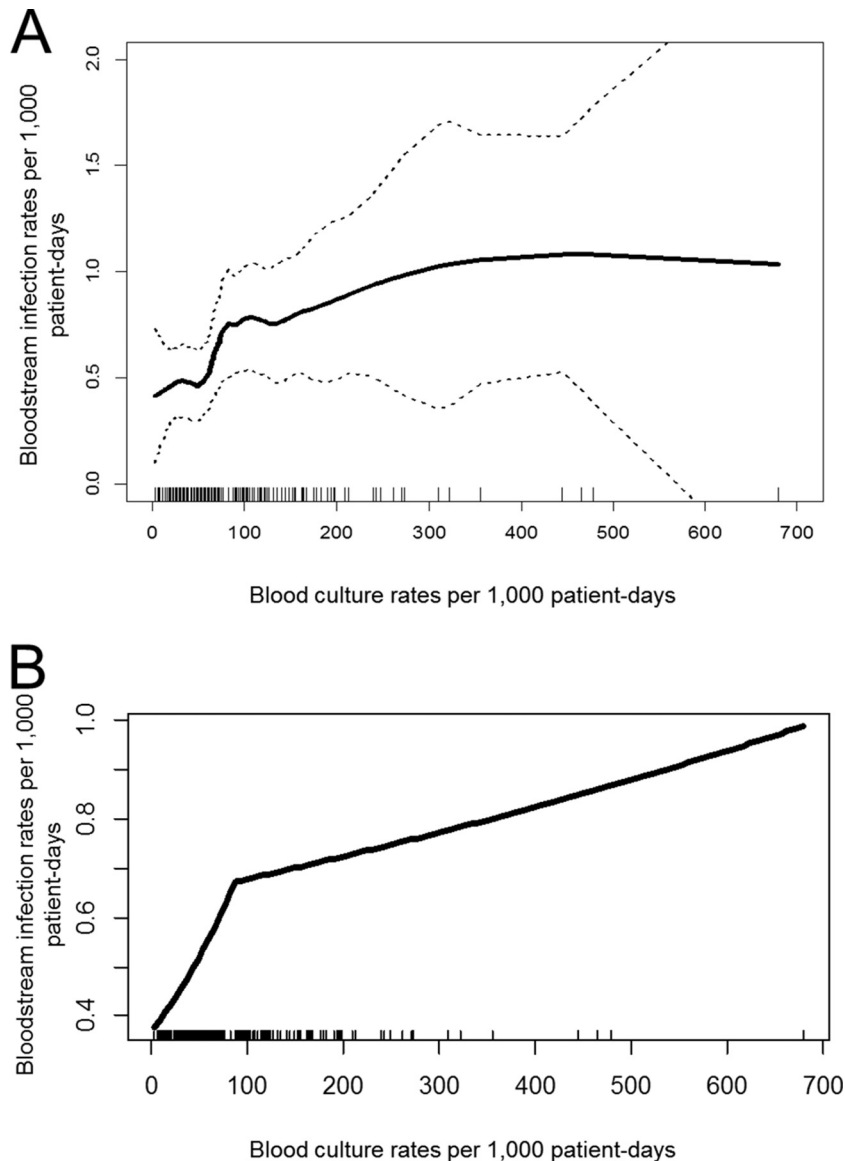 A
Bloodstream infection rates per 1,000
patient-days
2.0
1.5
1.0
0.5
0.0
0 100 200 300 400 500 600 700
Blood culture rates per 1,000 patient-days
B
Bloodstream infection rates per 1,000
patient-days
1.0
0.8
0.6
0.4
0 100 200 300 400 500 600 700
Blood culture rates per 1,000 patient-days